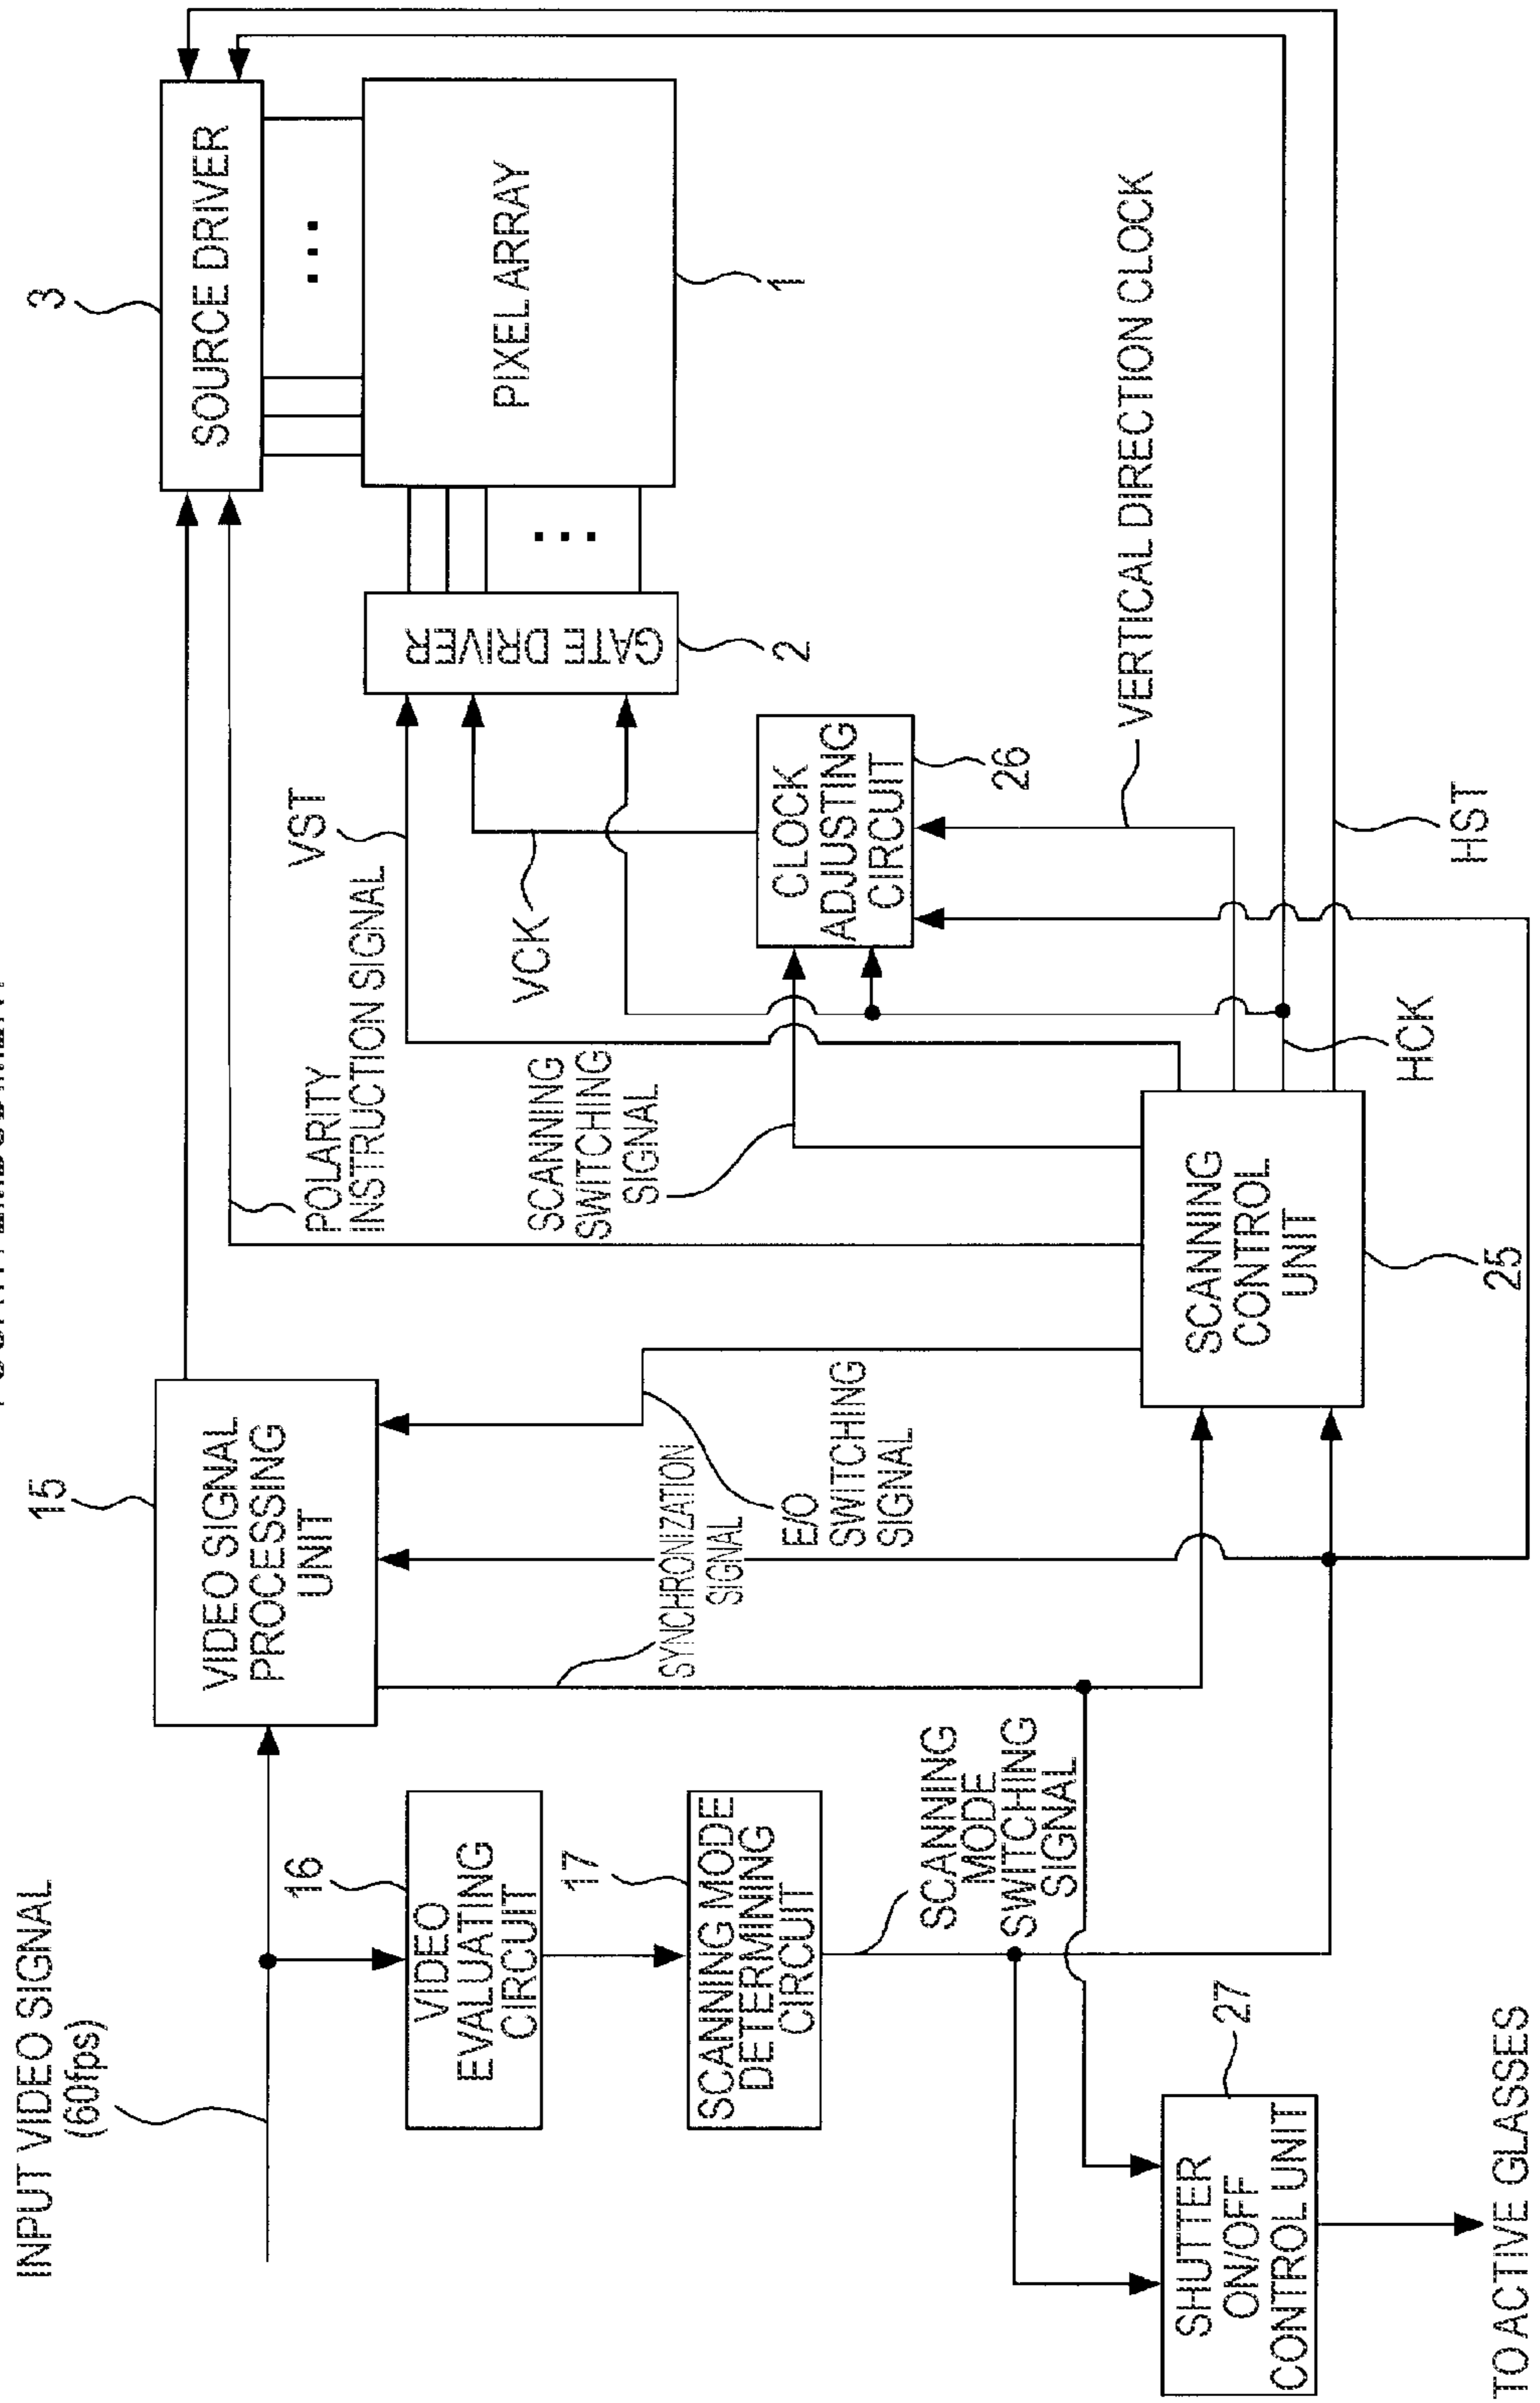 INPUT VIDEO SIGNAL
(60fps)
15
VIDEO SIGNAL
PROCESSING
UNIT
3
SOURCE DRIVER
PIXEL ARRAY
1
GATE DRIVER
2
POLARITY
INSTRUCTION SIGNAL
VST
VCK
SCANNING
SWITCHING
SIGNAL
CLOCK
ADJUSTING
CIRCUIT
26
VERTICAL DIRECTION CLOCK
16
VIDEO
EVALUATING
CIRCUIT
17
SCANNING MODE
DETERMINING
CIRCUIT
SYNCHRONIZATION
SIGNAL
E/O
SWITCHING
SIGNAL
SCANNING
MODE
SWITCHING
SIGNAL
SCANNING
CONTROL
UNIT
25
HCK
HST
27
SHUTTER
ON/OFF
CONTROL UNIT
TO ACTIVE GLASSES